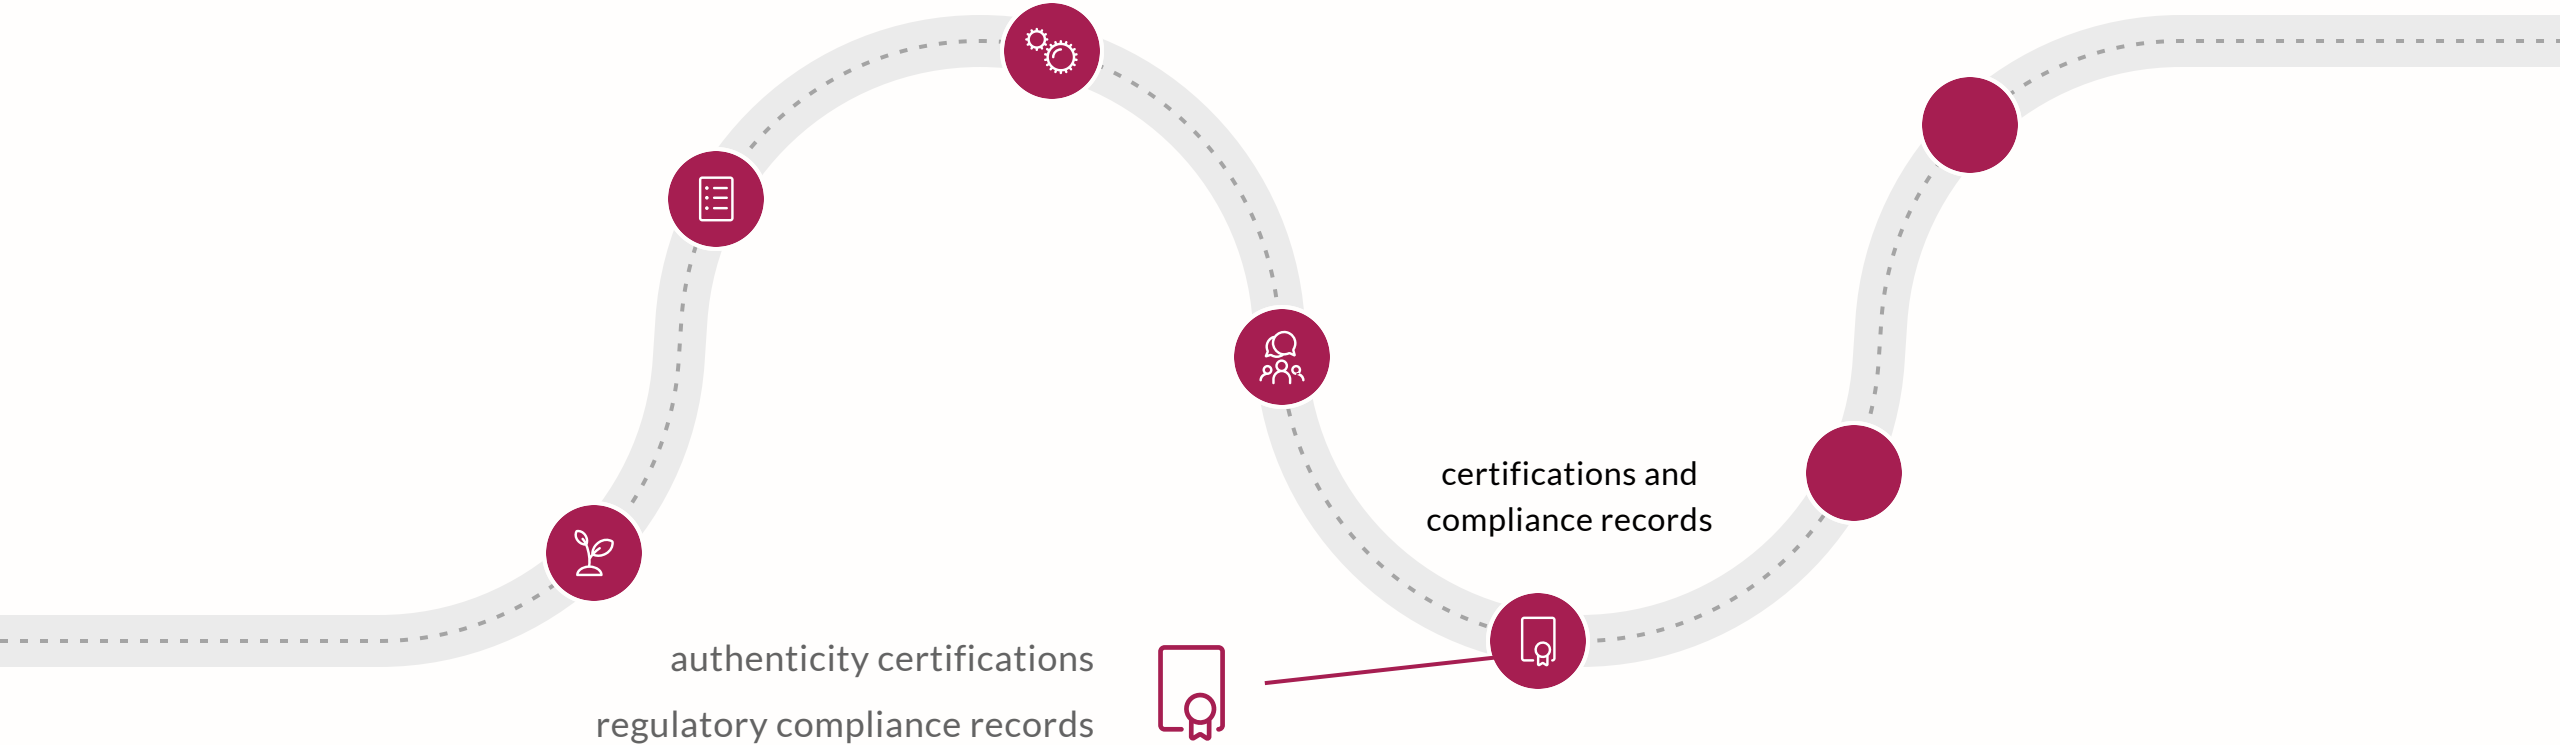 certifications and
compliance records
authenticity certifications
regulatory compliance records